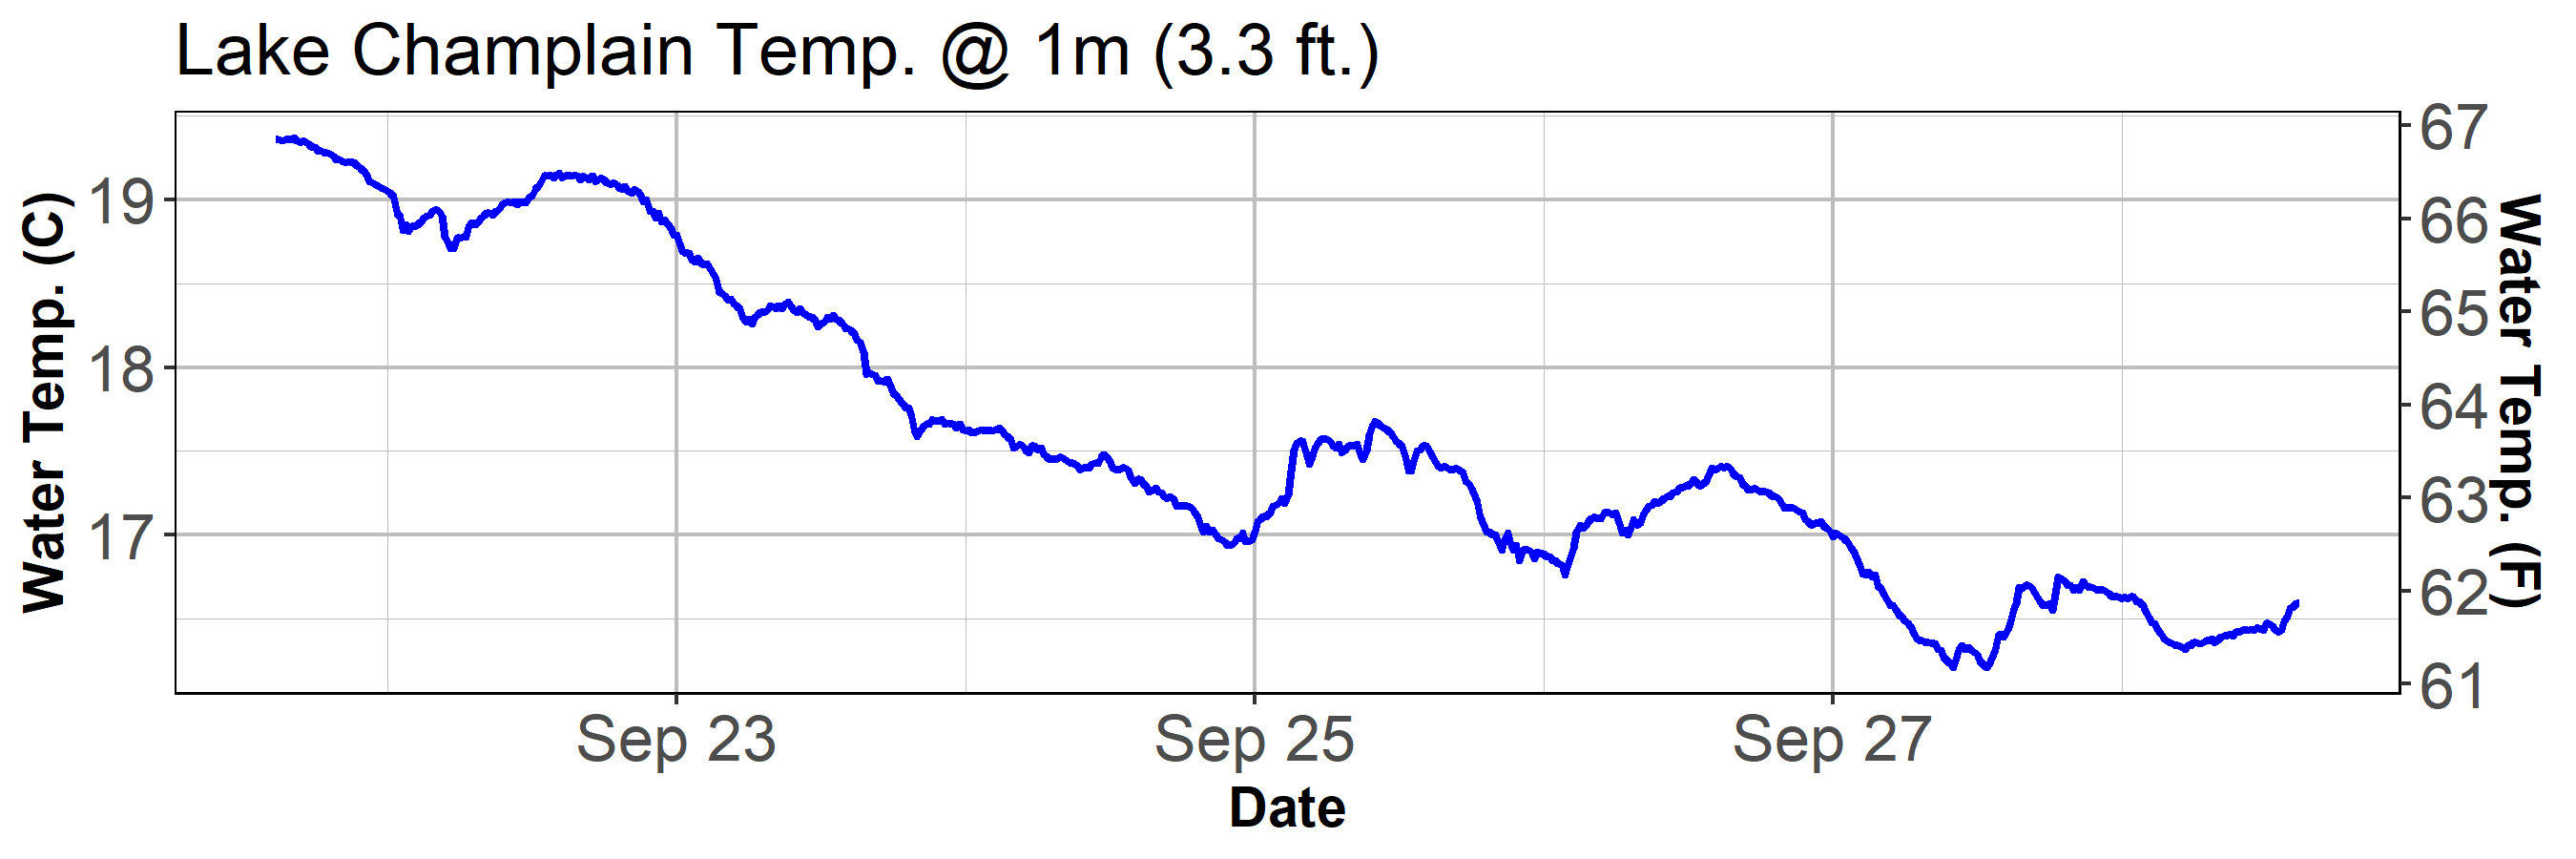 Lake Champlain Temp. @ 1m (3.3 ft.)
Water Temp. (C)
19
18
17
67
66
65
64
63
62
61
Water Temp. (F)
Sep 23
Sep 25
Sep 27
Date